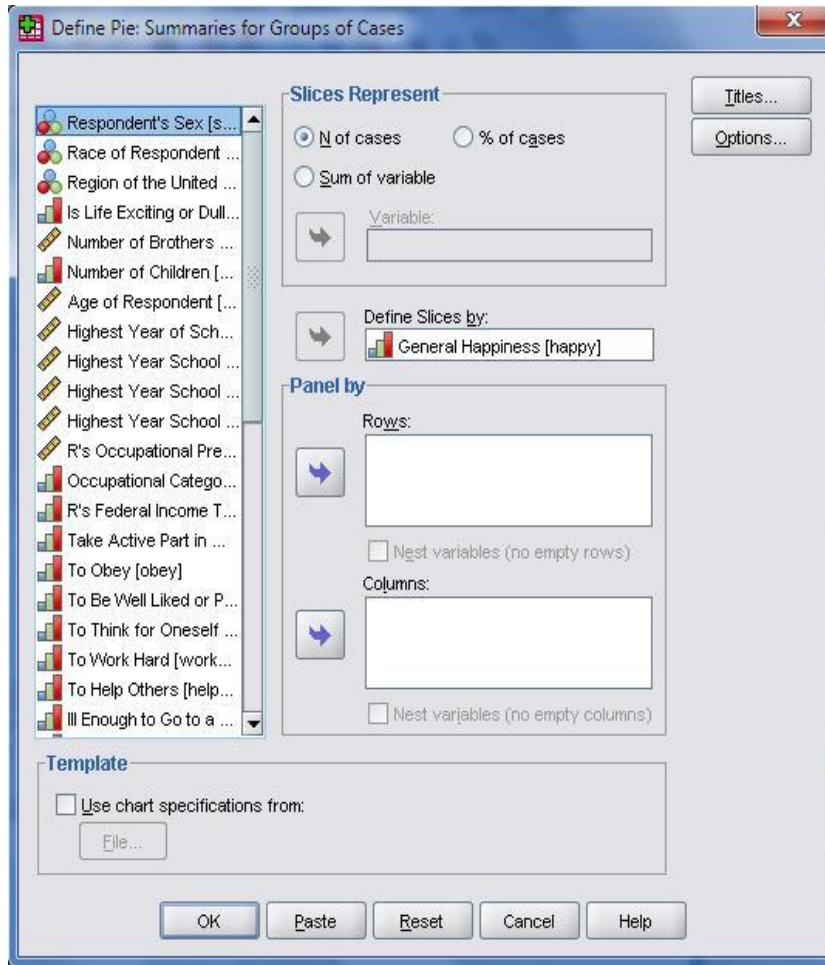 Define Pie: Summaries for Groups of Cases
Respondent's Sex [s...
Race of Respondent ...
Region of the United ...
Is Life Exciting or Dull...
Number of Brothers ...
Number of Children [...
Age of Respondent [...
Highest Year of Sch...
Highest Year School ...
Highest Year School ...
Highest Year School ...
R's Occupational Pre...
Occupational Catego...
R's Federal Income T...
Take Active Part in ...
To Obey [obey]
To Be Well Liked or P...
To Think for Oneself ...
To Work Hard [work...
To Help Others [help...
Ill Enough to Go to a ...
Slices Represent
N of cases % of cases
Sum of variable
Variable:
Define Slices by:
General Happiness [happy]
Panel by
Rows:
Nest variables (no empty rows)
Columns:
Nest variables (no empty columns)
Titles...
Options...
Template
Use chart specifications from:
File...
OK Paste Reset Cancel Help